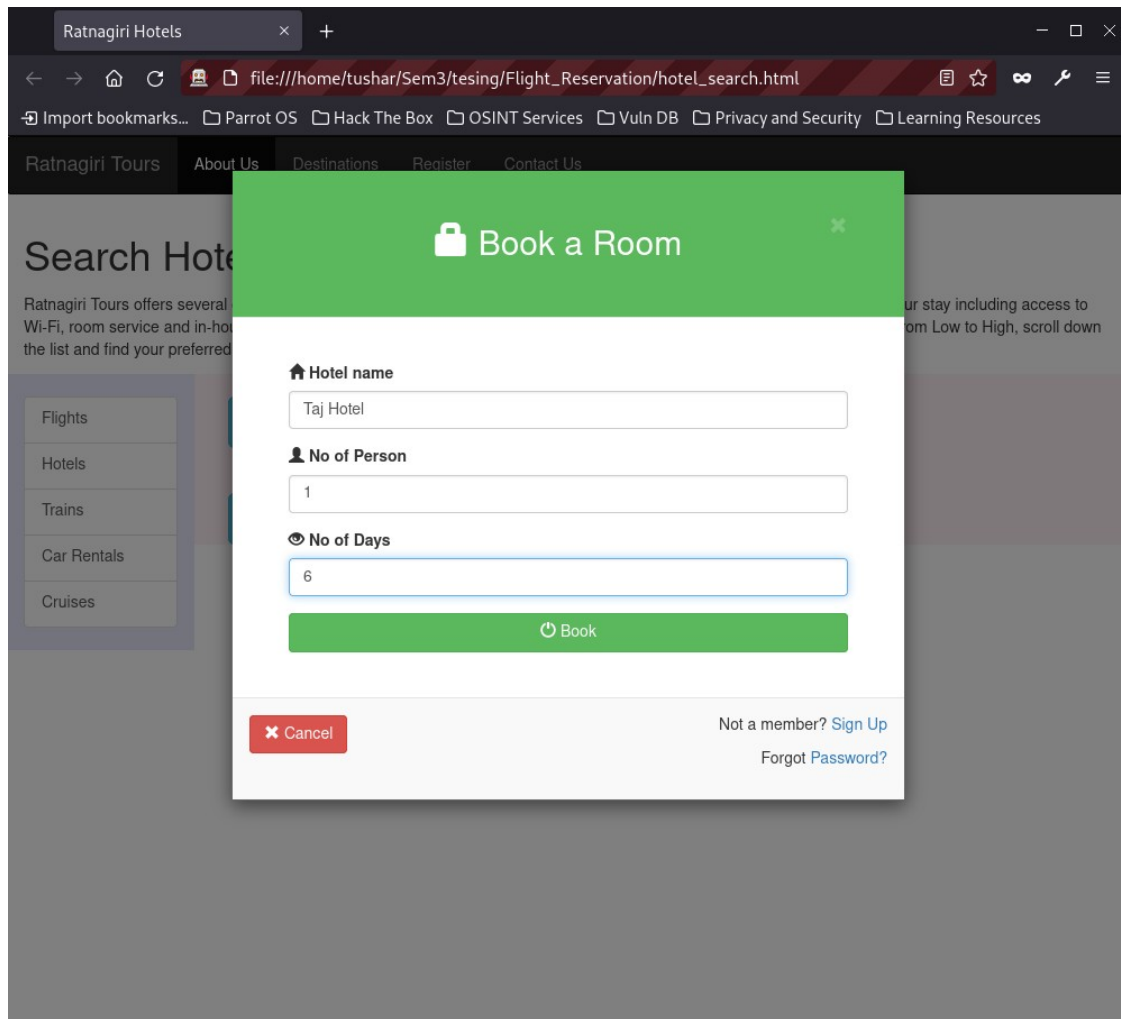 Ratnagiri Hotels
file:///home/tushar/Sem3/tesing/Flight_Reservation/hotel_search.html
Import bookmarks... Parrot OS Hack The Box OSINT Services Vuln DB Privacy and Security Learning Resources
Ratnagiri Tours About Us Destinations Register Contact Us
Book a Room
Search Hote
Ratnagiri Tours offers several ur stay including access to
Wi-Fi, room service and in-hou om Low to High, scroll down
the list and find your preferred
Hotel name
Taj Hotel
Flights
No of Person
Hotels
1
Trains
No of Days
Car Rentals
6
Cruises
Book
Cancel
Not a member? Sign Up
Forgot Password?